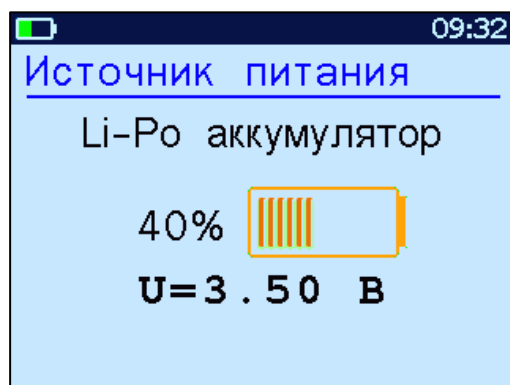 09:32
Источник питания
Li-Po аккумулятор
40%
U=3.50 В